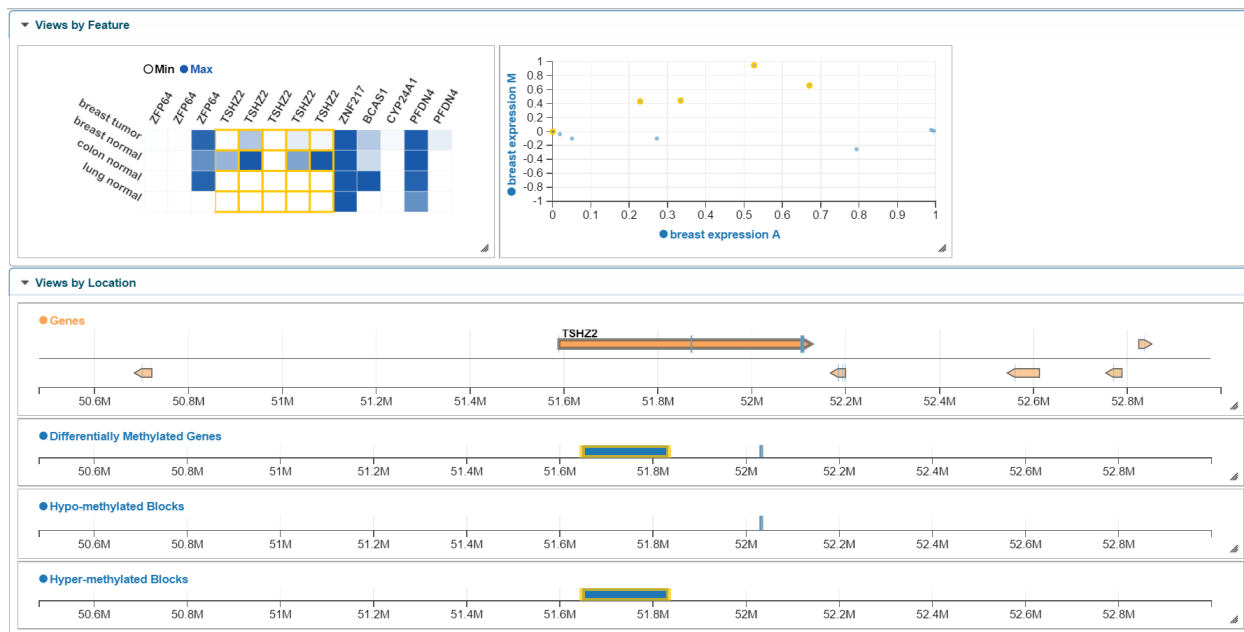 Views by Feature
Min Max
ZFP64 ZFP64 ZFP64 TSHZ2 TSHZ2 TSHZ2 TSHZ2 TSHZ2 ZNF217 BCAS1 CYP24A1 PFDN4 PFDN4
breast tumor
breast normal
colon normal
lung normal
breast expression M
1
0.8
0.6
0.4
0.2
0
-0.2
-0.4
-0.6
-0.8
-1
0 0.1 0.2 0.3 0.4 0.5 0.6 0.7 0.8 0.9 1
breast expression A
Views by Location
Genes
TSHZ2
50.6M 50.8M 51M 51.2M 51.4M 51.6M 51.8M 52M 52.2M 52.4M 52.6M 52.8M
Differentially Methylated Genes
50.6M 50.8M 51M 51.2M 51.4M 51.6M 51.8M 52M 52.2M 52.4M 52.6M 52.8M
Hypo-methylated Blocks
50.6M 50.8M 51M 51.2M 51.4M 51.6M 51.8M 52M 52.2M 52.4M 52.6M 52.8M
Hyper-methylated Blocks
50.6M 50.8M 51M 51.2M 51.4M 51.6M 51.8M 52M 52.2M 52.4M 52.6M 52.8M